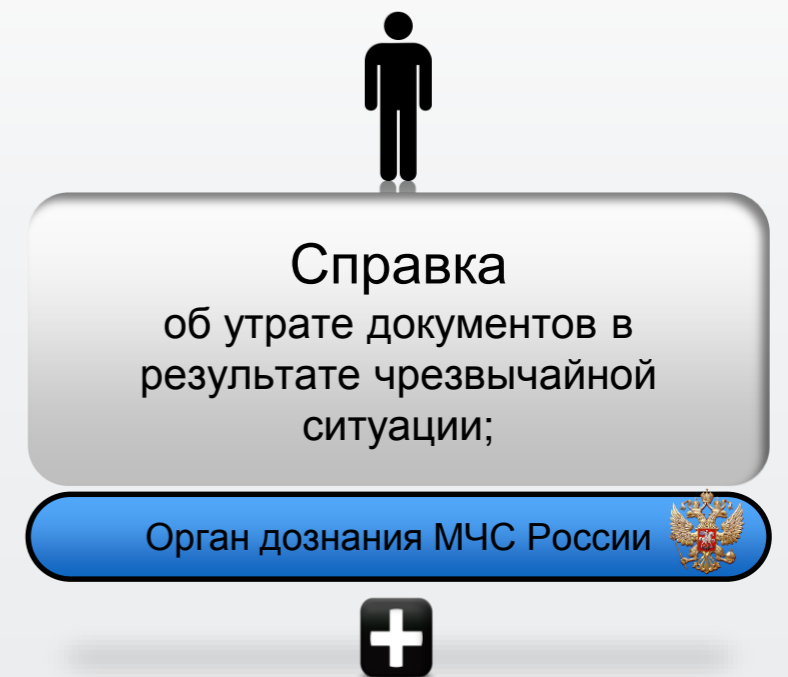 Справка
об утрате документов в
результате чрезвычайной
ситуации;
Орган дознания МЧС России